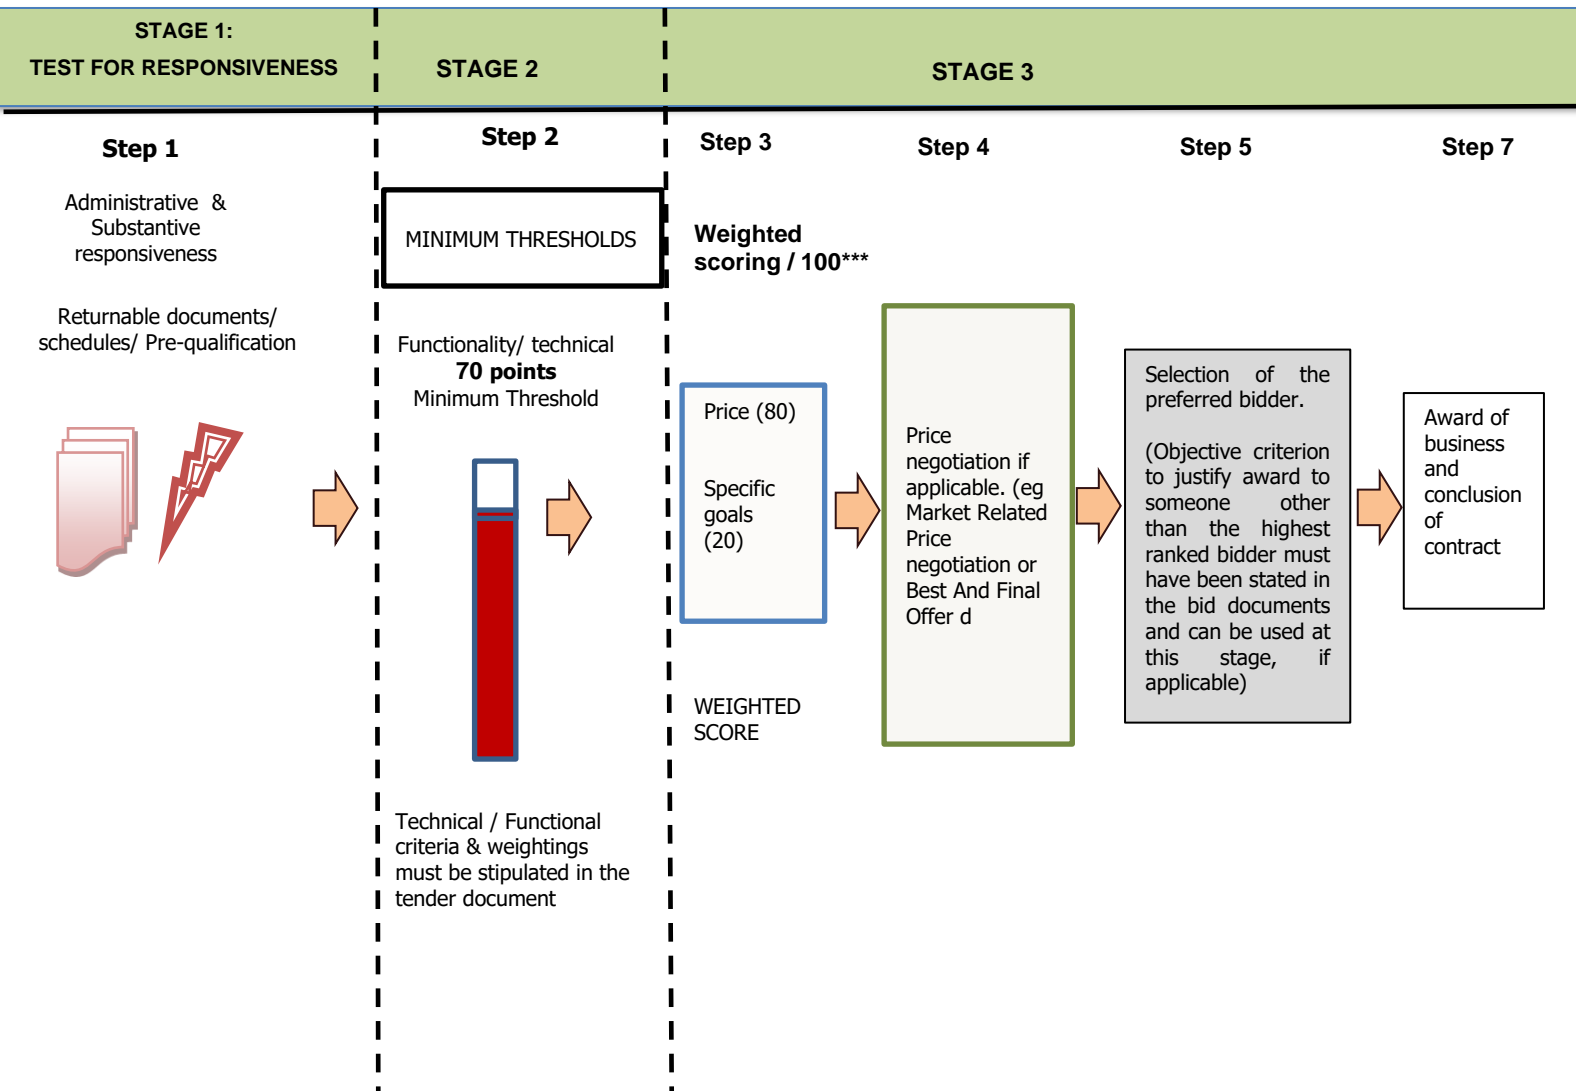 STAGE 1:
TEST FOR RESPONSIVENESS
STAGE 2
STAGE 3
Step 1
Administrative &
Substantive
responsiveness
Returnable documents/
schedules/ Pre-qualification
Step 2
MINIMUM THRESHOLDS
Functionality/ technical
70 points
Minimum Threshold
Technical / Functional
criteria & weightings
must be stipulated in the
tender document
Step 3
Weighted
scoring / 100***
Price (80)
Specific
goals
(20)
WEIGHTED
SCORE
Step 4
Price
negotiation if
applicable. (eg
Market Related
Price
negotiation or
Best And Final
Offer d
Step 5
Selection of the
preferred bidder.
(Objective criterion
to justify award to
someone other
than the highest
ranked bidder must
have been stated in
the bid documents
and can be used at
this stage, if
applicable)
Step 7
Award of
business
and
conclusion
of
contract